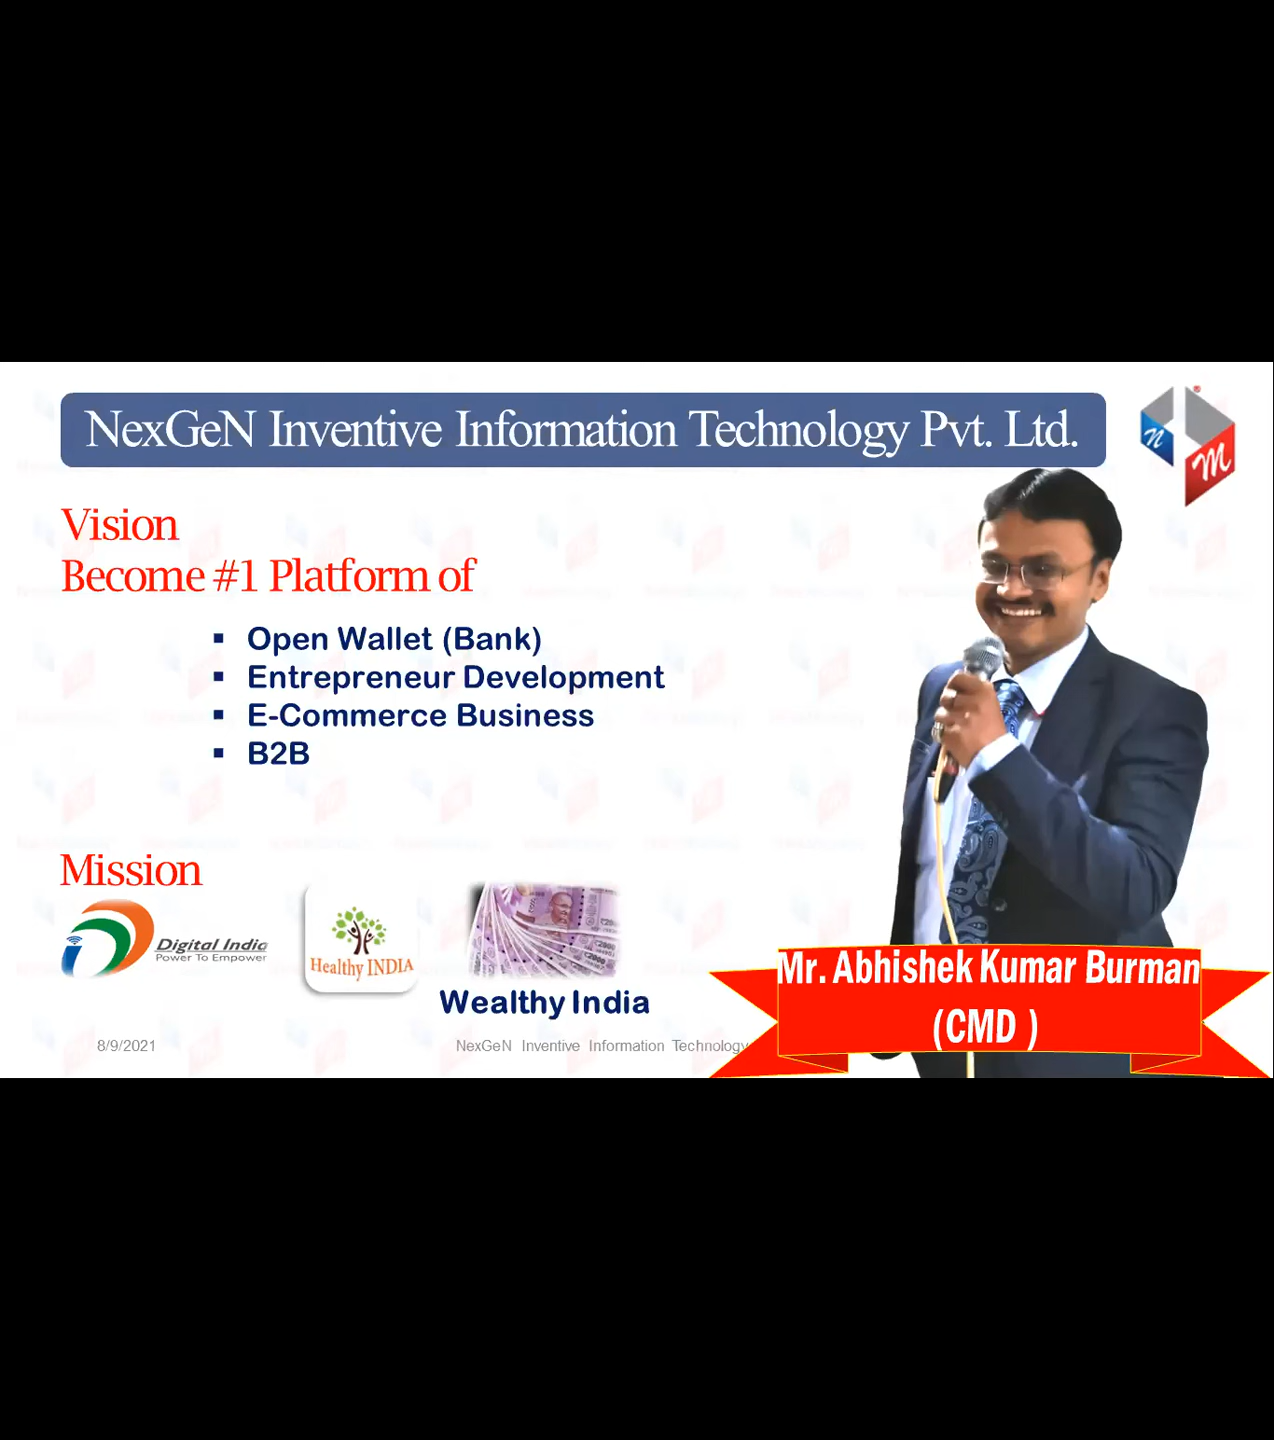 NexGeN Inventive Information Technology Pvt. Ltd.
®
n
m
Vision
Become #1 Platform of
▪ Open Wallet (Bank)
▪ Entrepreneur Development
▪ E-Commerce Business
▪ B2B
Mission
Digital India
Power To Empower
Healthy INDIA
Wealthy India
Mr. Abhishek Kumar Burman
(CMD )
8/9/2021
NexGeN Inventive Information Technology